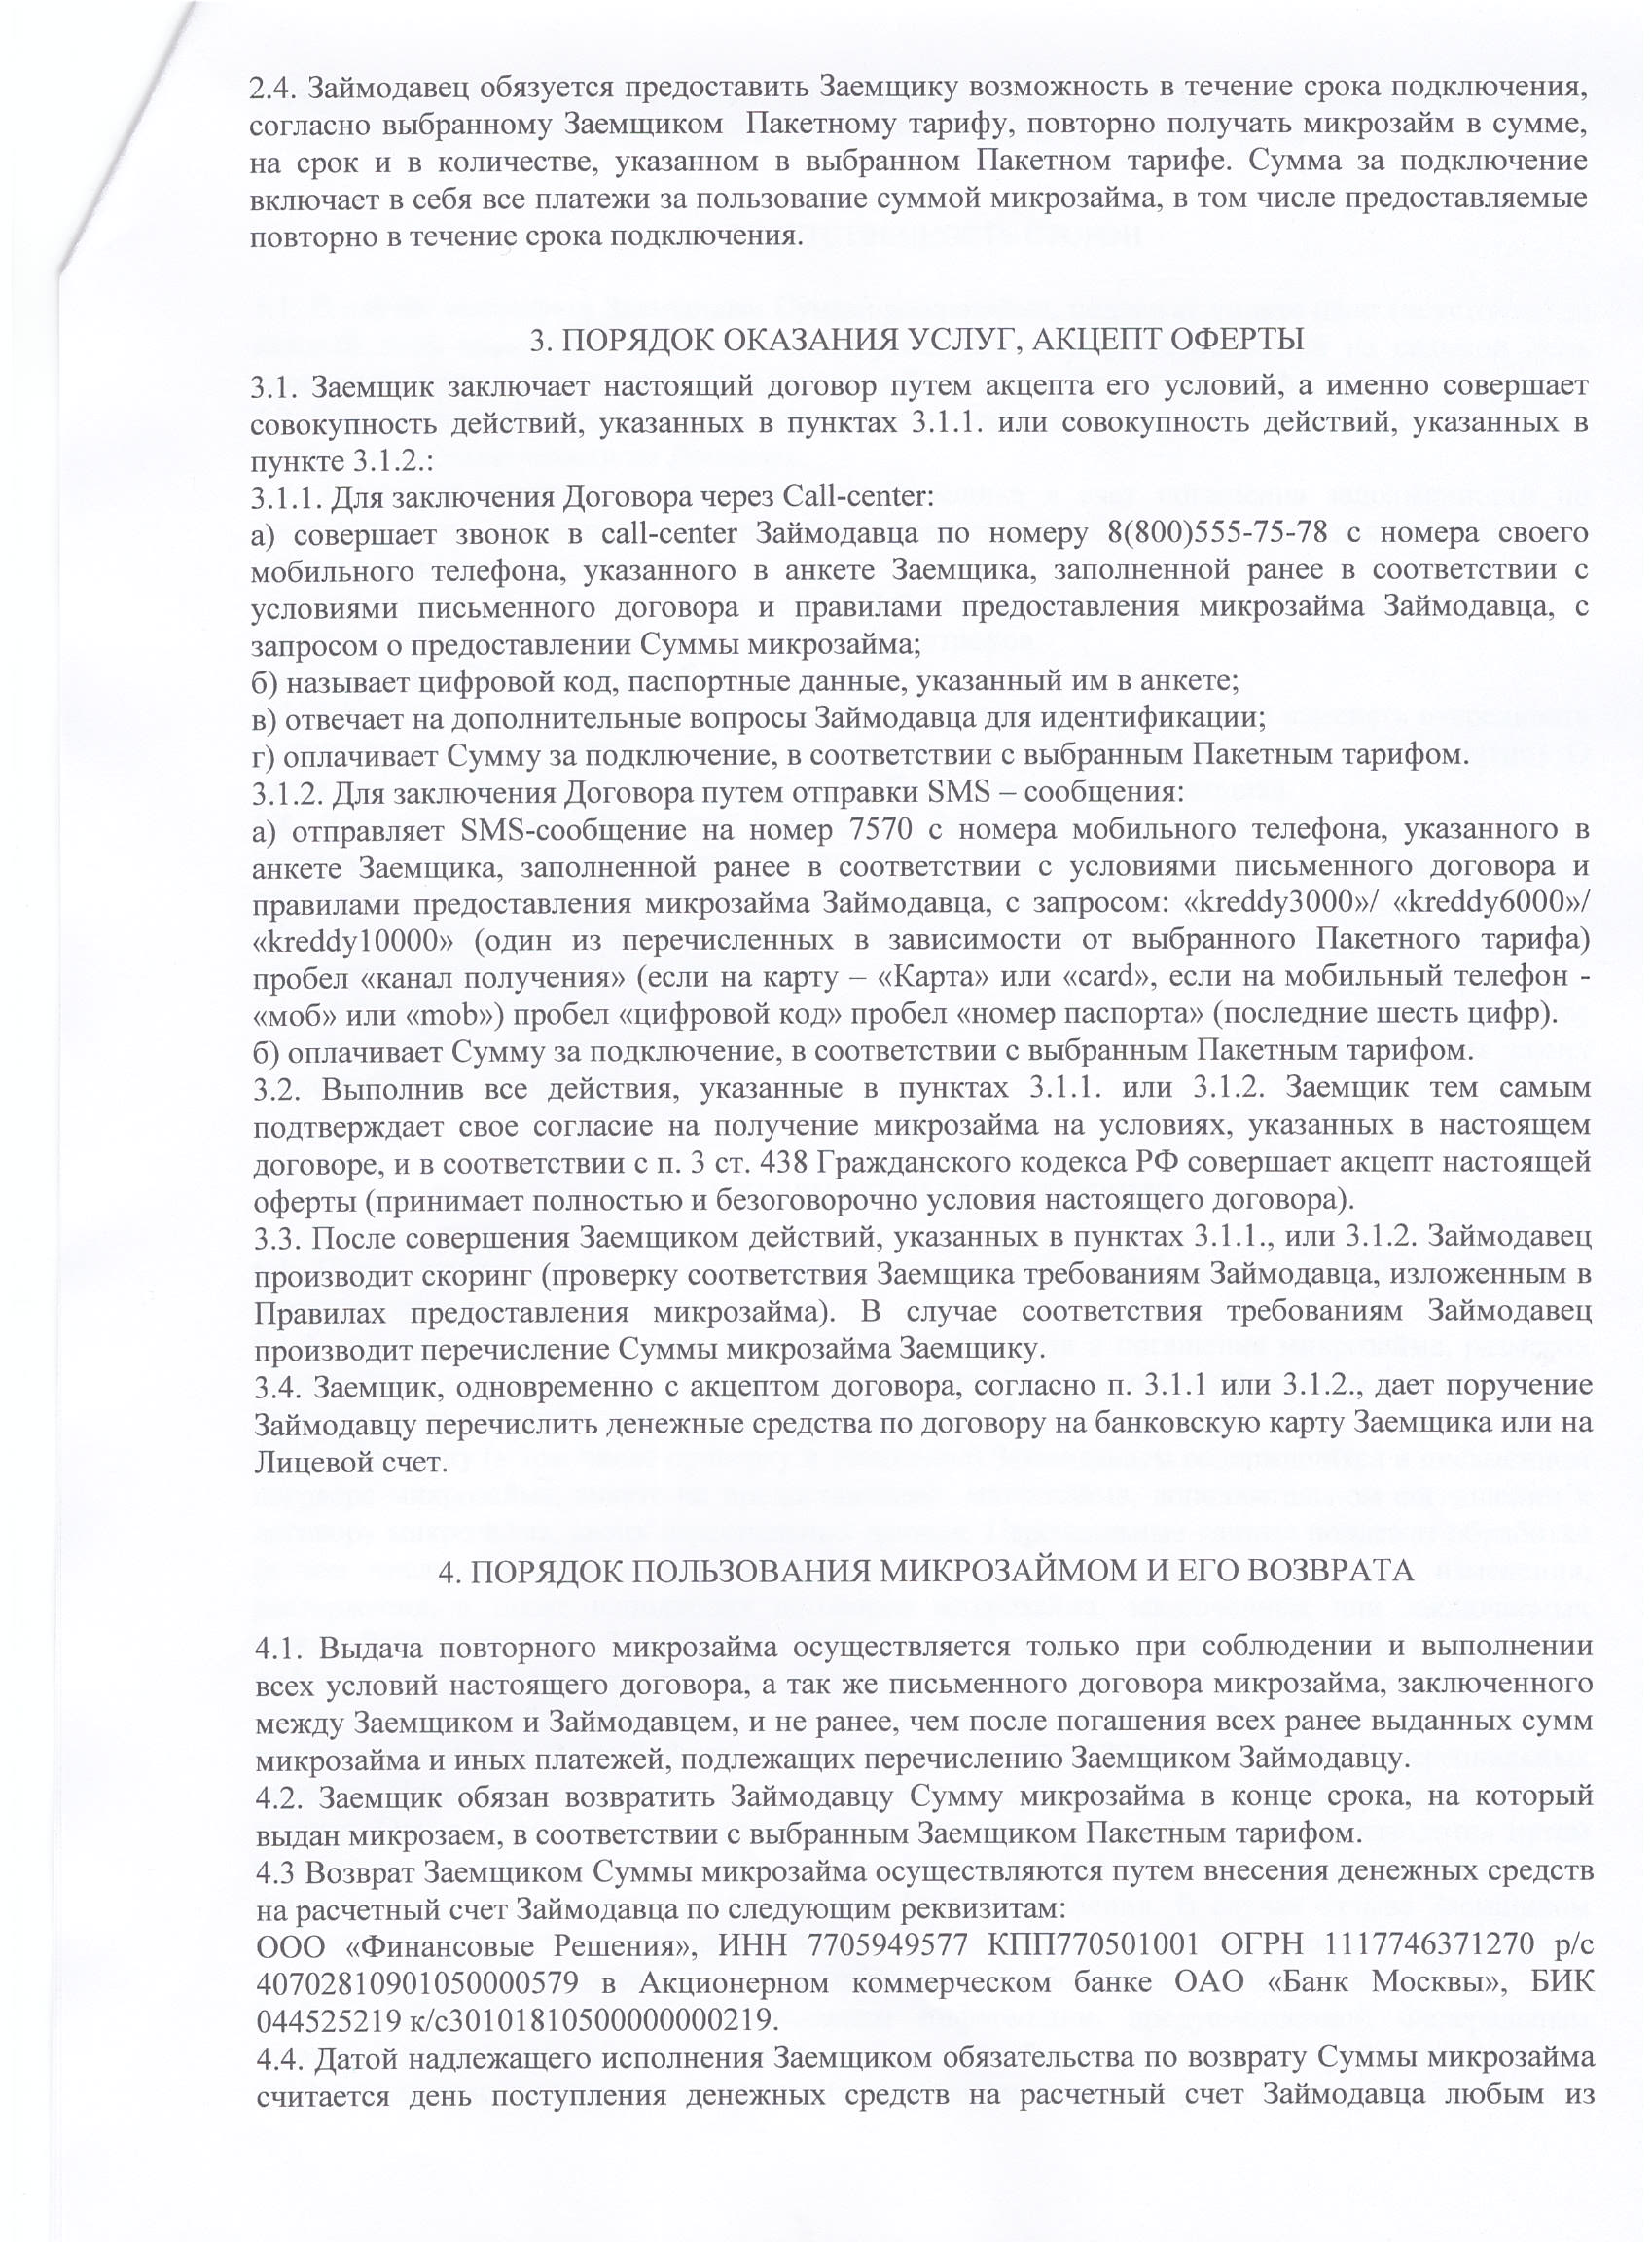 2.4. Займодавец обязуется предоставить Заемщику возможность в течение срока подключения,
согласно выбранному Заемщиком Пакетному тарифу, повторно получать микрозайм в сумме,
на срок и в количестве, указанном в выбранном Пакетном тарифе. Сумма за подключение
включает в себя все платежи за пользование суммой микрозайма, в том числе предоставляемые
повторно в течение срока подключения.
3. ПОРЯДОК ОКАЗАНИЯ УСЛУГ, АКЦЕПТ ОФЕРТЫ
3.1. Заемщик заключает настоящий договор путем акцепта его условий, а именно совершает
совокупность действий, указанных в пунктах 3.1.1. или совокупность действий, указанных в
пункте 3.1.2.:
3.1.1. Для заключения Договора через Call-center:
а) совершает звонок в call-center Займодавца по номеру 8(800)555-75-78 с номера своего
мобильного телефона, указанного в анкете Заемщика, заполненной ранее в соответствии с
условиями письменного договора и правилами предоставления микрозайма Займодавца, с
запросом о предоставлении Суммы микрозайма;
б) называет цифровой код, паспортные данные, указанный им в анкете;
в) отвечает на дополнительные вопросы Займодавца для идентификации;
г) оплачивает Сумму за подключение, в соответствии с выбранным Пакетным тарифом.
3.1.2. Для заключения Договора путем отправки SMS – сообщения:
а) отправляет SMS-сообщение на номер 7570 с номера мобильного телефона, указанного в
анкете Заемщика, заполненной ранее в соответствии с условиями письменного договора и
правилами предоставления микрозайма Займодавца, с запросом: «kreddy3000»/ «kreddy6000»/
«kreddy10000» (один из перечисленных в зависимости от выбранного Пакетного тарифа)
пробел «канал получения» (если на карту – «Карта» или «card», если на мобильный телефон -
«моб» или «mob») пробел «цифровой код» пробел «номер паспорта» (последние шесть цифр).
б) оплачивает Сумму за подключение, в соответствии с выбранным Пакетным тарифом.
3.2. Выполнив все действия, указанные в пунктах 3.1.1. или 3.1.2. Заемщик тем самым
подтверждает свое согласие на получение микрозайма на условиях, указанных в настоящем
договоре, и в соответствии с п. 3 ст. 438 Гражданского кодекса РФ совершает акцепт настоящей
оферты (принимает полностью и безоговорочно условия настоящего договора).
3.3. После совершения Заемщиком действий, указанных в пунктах 3.1.1., или 3.1.2. Займодавец
производит скоринг (проверку соответствия Заемщика требованиям Займодавца, изложенным в
Правилах предоставления микрозайма). В случае соответствия требованиям Займодавец
производит перечисление Суммы микрозайма Заемщику.
3.4. Заемщик, одновременно с акцептом договора, согласно п. 3.1.1 или 3.1.2., дает поручение
Займодавцу перечислить денежные средства по договору на банковскую карту Заемщика или на
Лицевой счет.
4. ПОРЯДОК ПОЛЬЗОВАНИЯ МИКРОЗАЙМОМ И ЕГО ВОЗВРАТА
4.1. Выдача повторного микрозайма осуществляется только при соблюдении и выполнении
всех условий настоящего договора, а так же письменного договора микрозайма, заключенного
между Заемщиком и Займодавцем, и не ранее, чем после погашения всех ранее выданных сумм
микрозайма и иных платежей, подлежащих перечислению Заемщиком Займодавцу.
4.2. Заемщик обязан возвратить Займодавцу Сумму микрозайма в конце срока, на который
выдан микрозаем, в соответствии с выбранным Заемщиком Пакетным тарифом.
4.3 Возврат Заемщиком Суммы микрозайма осуществляются путем внесения денежных средств
на расчетный счет Займодавца по следующим реквизитам:
ООО «Финансовые Решения», ИНН 7705949577 КПП770501001 ОГРН 1117746371270 р/с
40702810901050000579 в Акционерном коммерческом банке ОАО «Банк Москвы», БИК
044525219 к/с30101810500000000219.
4.4. Датой надлежащего исполнения Заемщиком обязательства по возврату Суммы микрозайма
считается день поступления денежных средств на расчетный счет Займодавца любым из